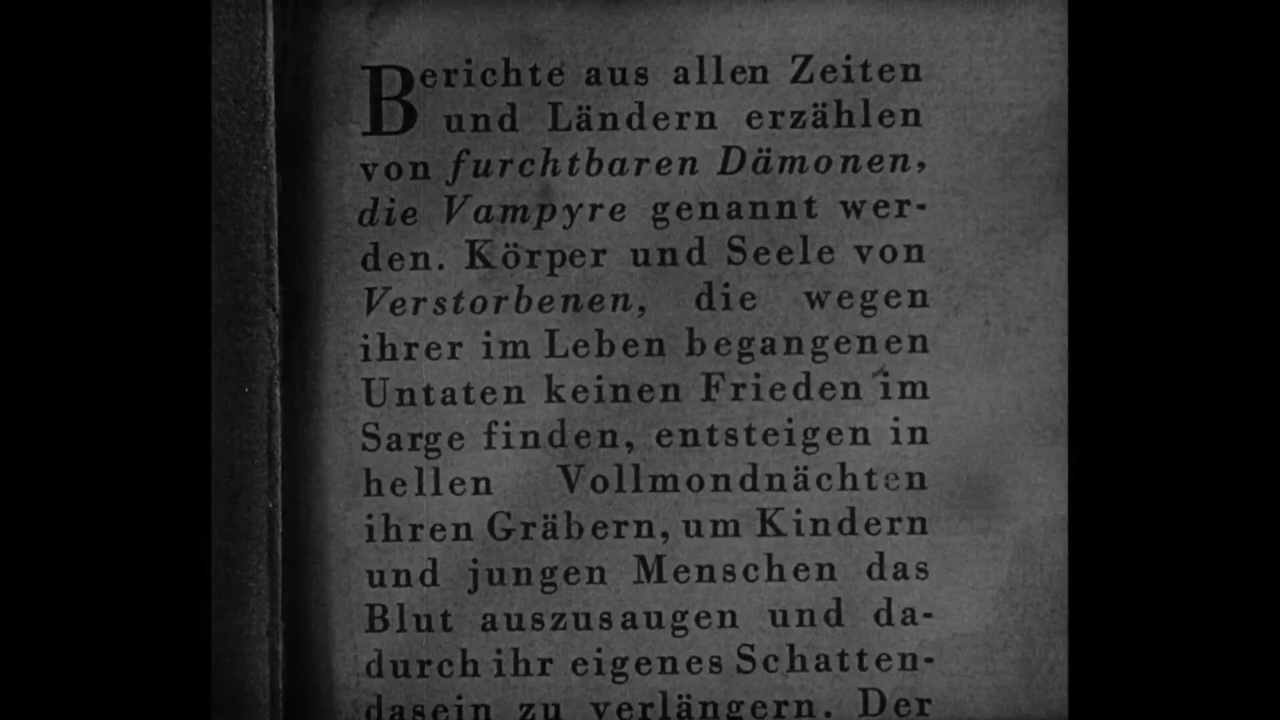 Berichte aus allen Zeiten
und Ländern erzählen
von furchtbaren Dämonen,
die Vampyre genannt wer-
den. Körper und Seele von
Verstorbenen, die wegen
ihrer im Leben begangenen
Untaten keinen Frieden im
Sarge finden, entsteigen in
hellen Vollmondnächten
ihren Gräbern, um Kindern
und jungen Menschen das
Blut auszusaugen und da-
durch ihr eigenes Schatten-
dasein zu verlängern. Der